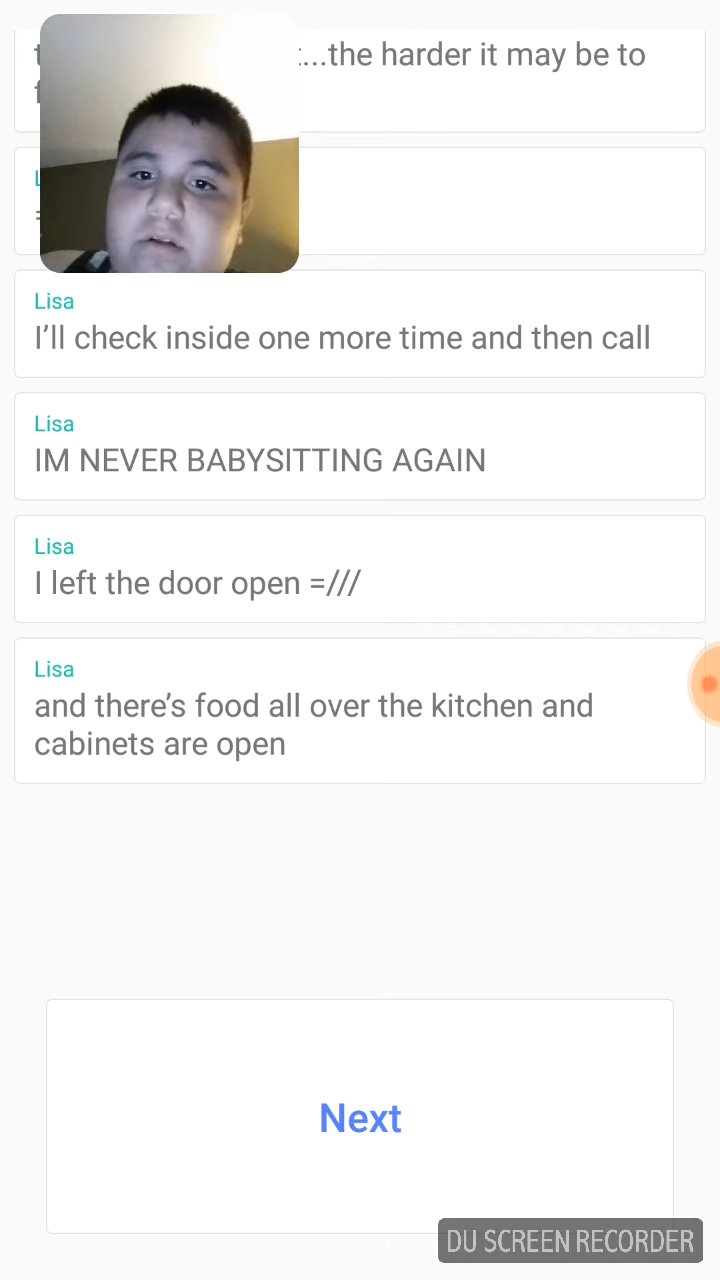 ...the harder it may be to
Lisa
I’ll check inside one more time and then call
Lisa
IM NEVER BABYSITTING AGAIN
Lisa
I left the door open =///
Lisa
and there’s food all over the kitchen and
cabinets are open
Next
DU SCREEN RECORDER